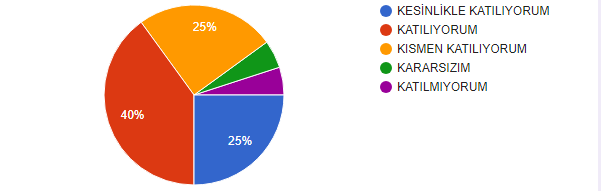 25%
40%
25%
KESİNLİKLE KATILIYORUM
KATILIYORUM
KISMEN KATILIYORUM
KARARSIZIM
KATILMIYORUM